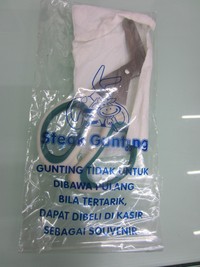 Steak Gunting
GUNTING TIDAK UNTUK
DIBAWA PULANG
BILA TERTARIK,
DAPAT DIBELI DI KASIR
SEBAGAI SOUVENIR